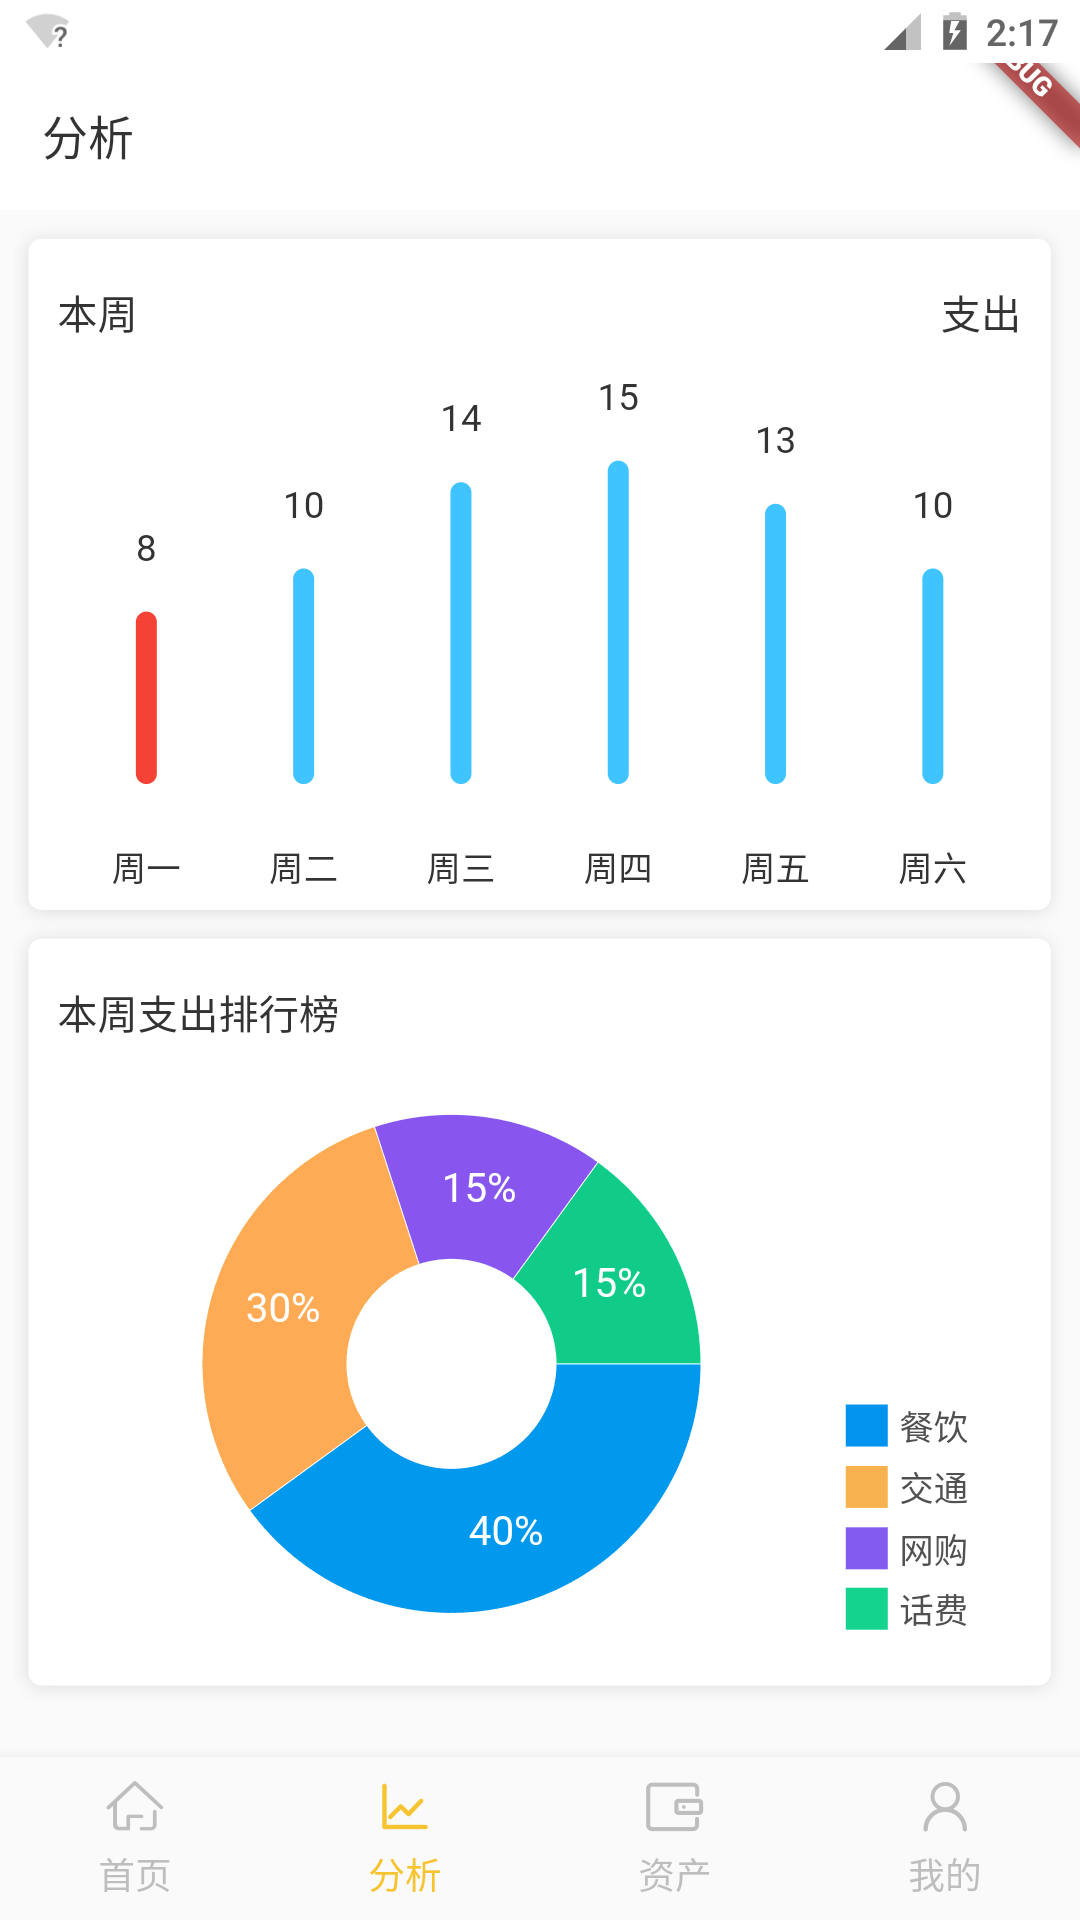 2:17
分析
本周
支出
8
10
14
15
13
10
周一
周二
周三
周四
周五
周六
本周支出排行榜
15%
15%
30%
40%
餐饮
交通
网购
话费
首页
分析
资产
我的